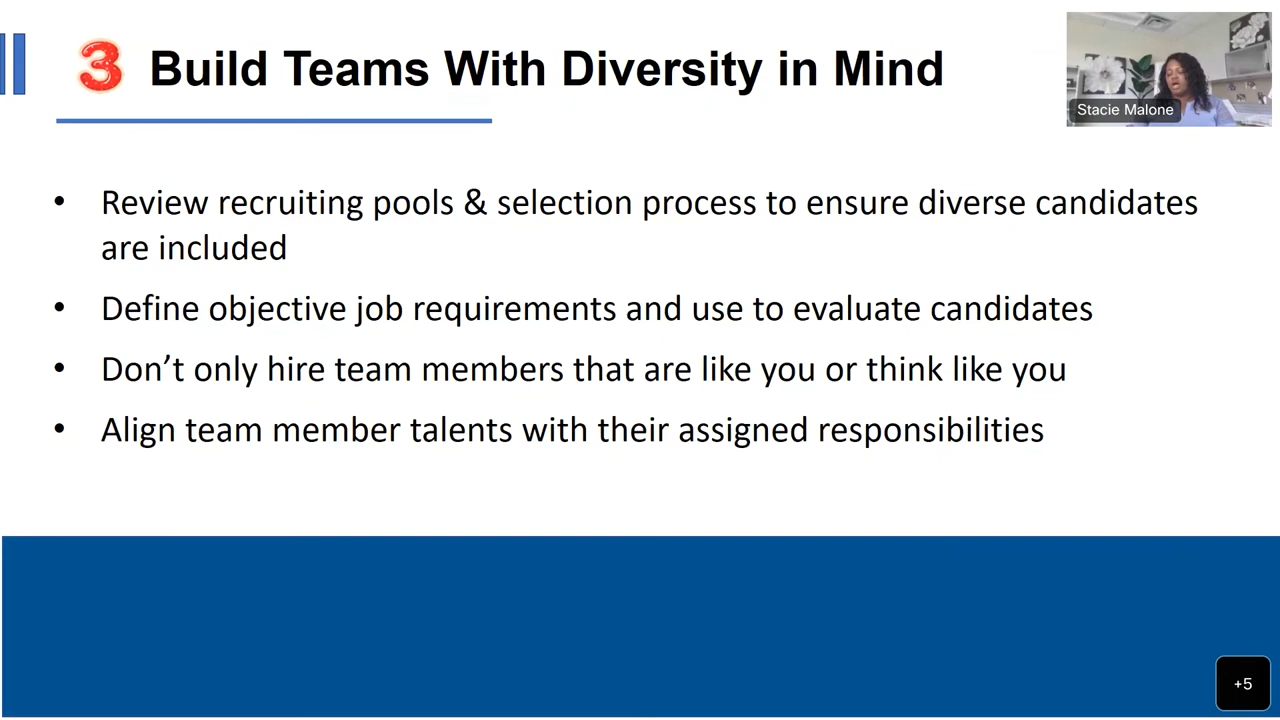 3 Build Teams With Diversity in Mind
Stacie Malone
• Review recruiting pools & selection process to ensure diverse candidates
are included
• Define objective job requirements and use to evaluate candidates
• Don’t only hire team members that are like you or think like you
• Align team member talents with their assigned responsibilities
+5